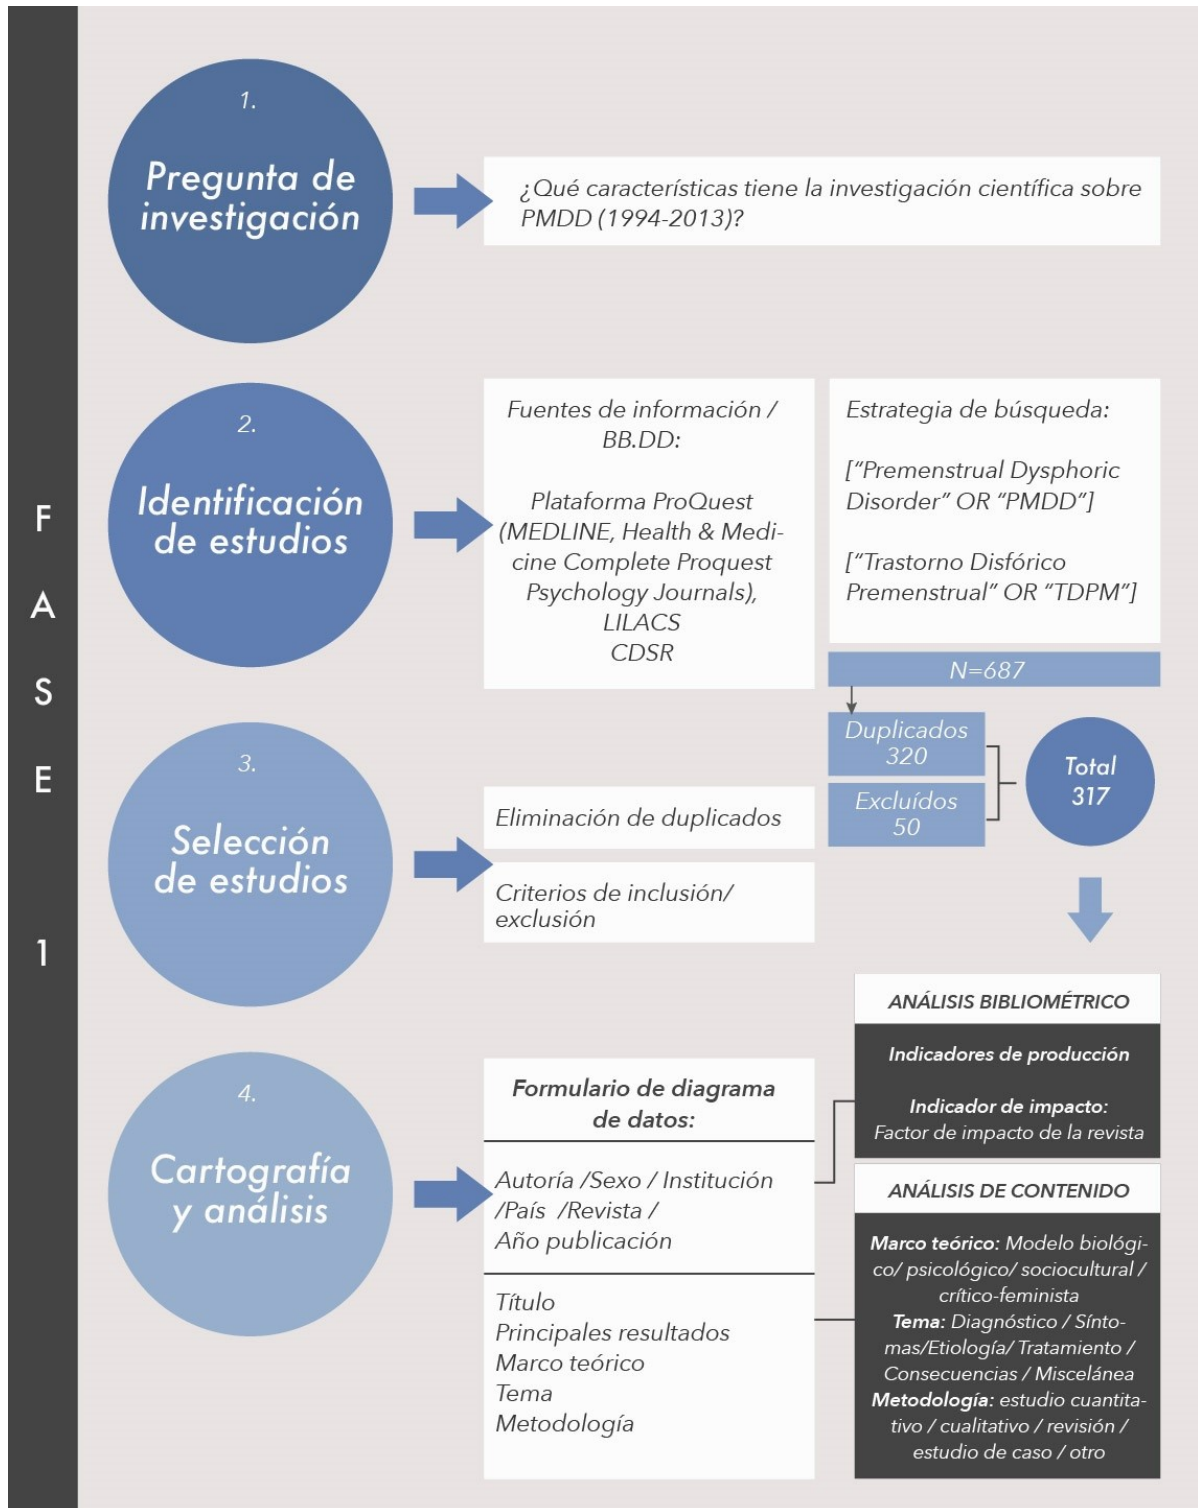 FASE 1
1.
Pregunta de
investigación
¿Qué características tiene la investigación científica sobre
PMDD (1994-2013)?
2.
Identificación
de estudios
Fuentes de información /
BB.DD:
Plataforma ProQuest
(MEDLINE, Health & Medi-
cine Complete Proquest
Psychology Journals),
LILACS
CDSR
Estrategia de búsqueda:
[“Premenstrual Dysphoric
Disorder” OR “PMDD”]
[“Trastorno Disfórico
Premenstrual” OR “TDPM”]
N=687
Duplicados
320
Excluídos
50
Total
317
3.
Selección
de estudios
Eliminación de duplicados
Criterios de inclusión/
exclusión
4.
Cartografía
y análisis
Formulario de diagrama
de datos:
Autoría /Sexo / Institución
/País /Revista /
Año publicación
Título
Principales resultados
Marco teórico
Tema
Metodología
ANÁLISIS BIBLIOMÉTRICO
Indicadores de producción
Indicador de impacto:
Factor de impacto de la revista
ANÁLISIS DE CONTENIDO
Marco teórico: Modelo biológi-
co/ psicológico/ sociocultural /
crítico-feminista
Tema: Diagnóstico / Sínto-
mas/Etiología/ Tratamiento /
Consecuencias / Miscelánea
Metodología: estudio cuantita-
tivo / cualitativo / revisión /
estudio de caso / otro